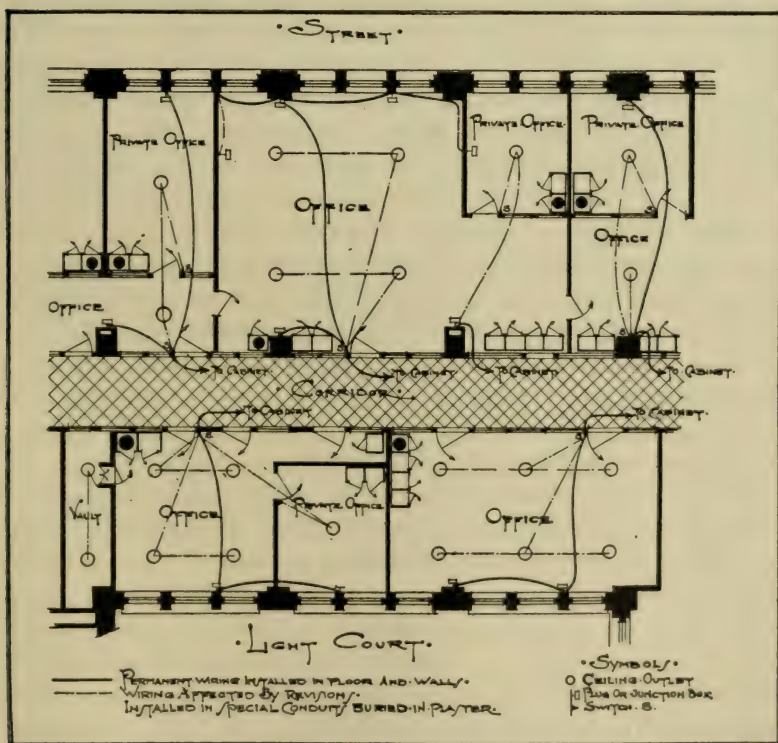 · STREET ·
PRIVATE OFFICE
PRIVATE OFFICE·
PRIVATE OFFICE
OFFICE
OFFICE
OFFICE
S
S
S
S
S
TO CABINET·
TO CABINET
TO CABINET
TO CABINET·
CORRIDOR
TO CABINET
TO CABINET·
S
S
VAULT
OFFICE
PRIVATE OFFICE
OFFICE
· LIGHT COURT ·
PERMANENT WIRING INSTALLED IN FLOOR AND WALLS·
WIRING AFFECTED BY REVISIONS·
INSTALLED IN SPECIAL CONDUITS BURIED IN PLASTER·
· SYMBOLS ·
CEILING OUTLET
PLUG OR JUNCTION BOX
SWITCH S.